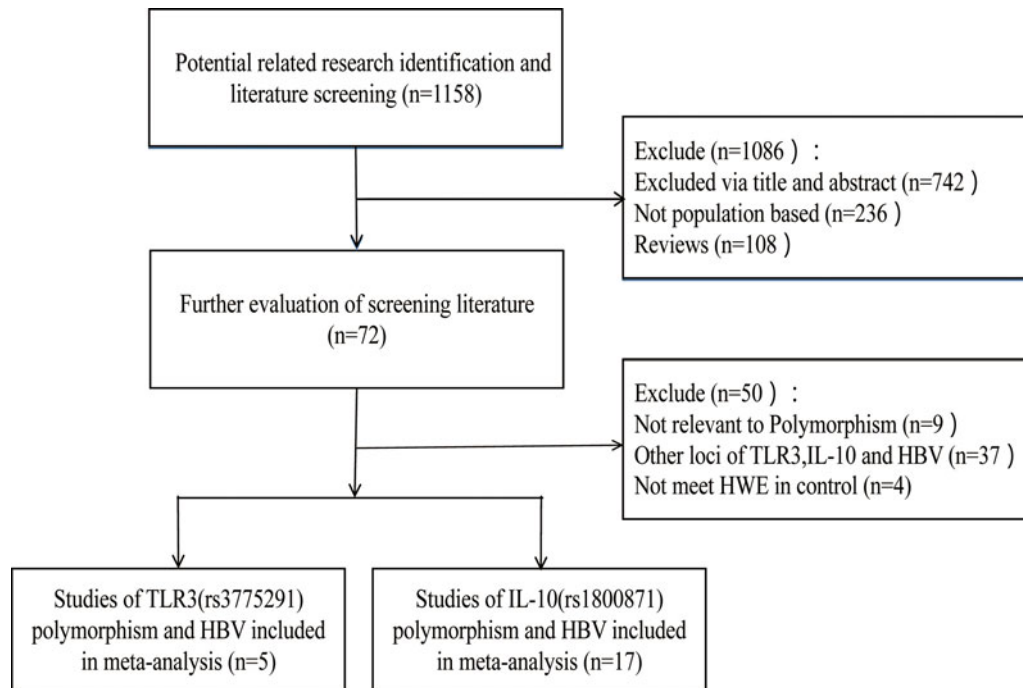 Potential related research identification and
literature screening (n=1158)
Exclude (n=1086 ) :
Excluded via title and abstract (n=742 )
Not population based (n=236 )
Reviews (n=108 )
Further evaluation of screening literature
(n=72)
Exclude (n=50 ) :
Not relevant to Polymorphism (n=9 )
Other loci of TLR3,IL-10 and HBV (n=37 )
Not meet HWE in control (n=4)
Studies of TLR3(rs3775291)
polymorphism and HBV included
in meta-analysis (n=5)
Studies of IL-10(rs1800871)
polymorphism and HBV included
in meta-analysis (n=17)